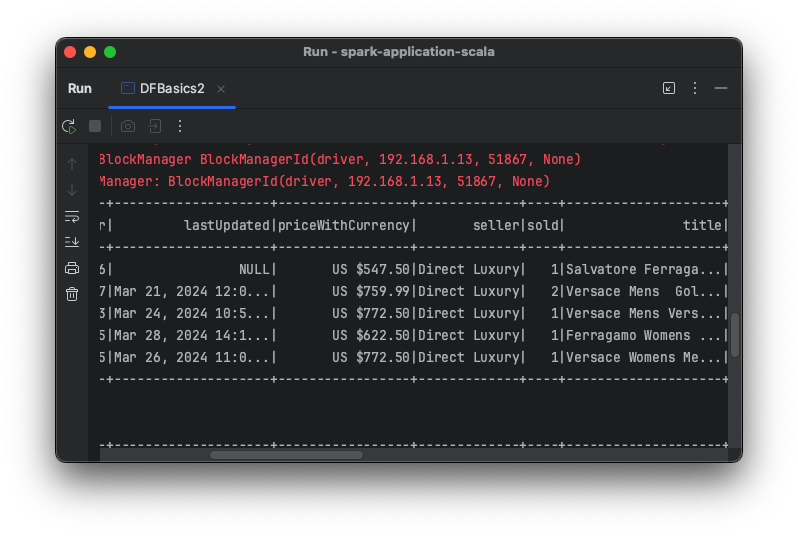 Run - spark-application-scala
Run DFBasics2
BlockManager BlockManagerId(driver, 192.168.1.13, 51867, None)
Manager: BlockManagerId(driver, 192.168.1.13, 51867, None)
-+--------------------+-----------------+-------------+----+--------------------+
r|         lastUpdated|priceWithCurrency|       seller|sold|               title|
-+--------------------+-----------------+-------------+----+--------------------+
6|                NULL|       US $547.50|Direct Luxury|   1|Salvatore Ferraga...|
7|Mar 21, 2024 12:0...|       US $759.99|Direct Luxury|   2|Versace Mens  Gol...|
3|Mar 24, 2024 10:5...|       US $772.50|Direct Luxury|   1|Versace Mens Vers...|
5|Mar 28, 2024 14:1...|       US $622.50|Direct Luxury|   1|Ferragamo Womens ...|
5|Mar 26, 2024 11:0...|       US $772.50|Direct Luxury|   1|Versace Womens Me...|
-+--------------------+-----------------+-------------+----+--------------------+
-+--------------------+-----------------+-------------+----+--------------------+